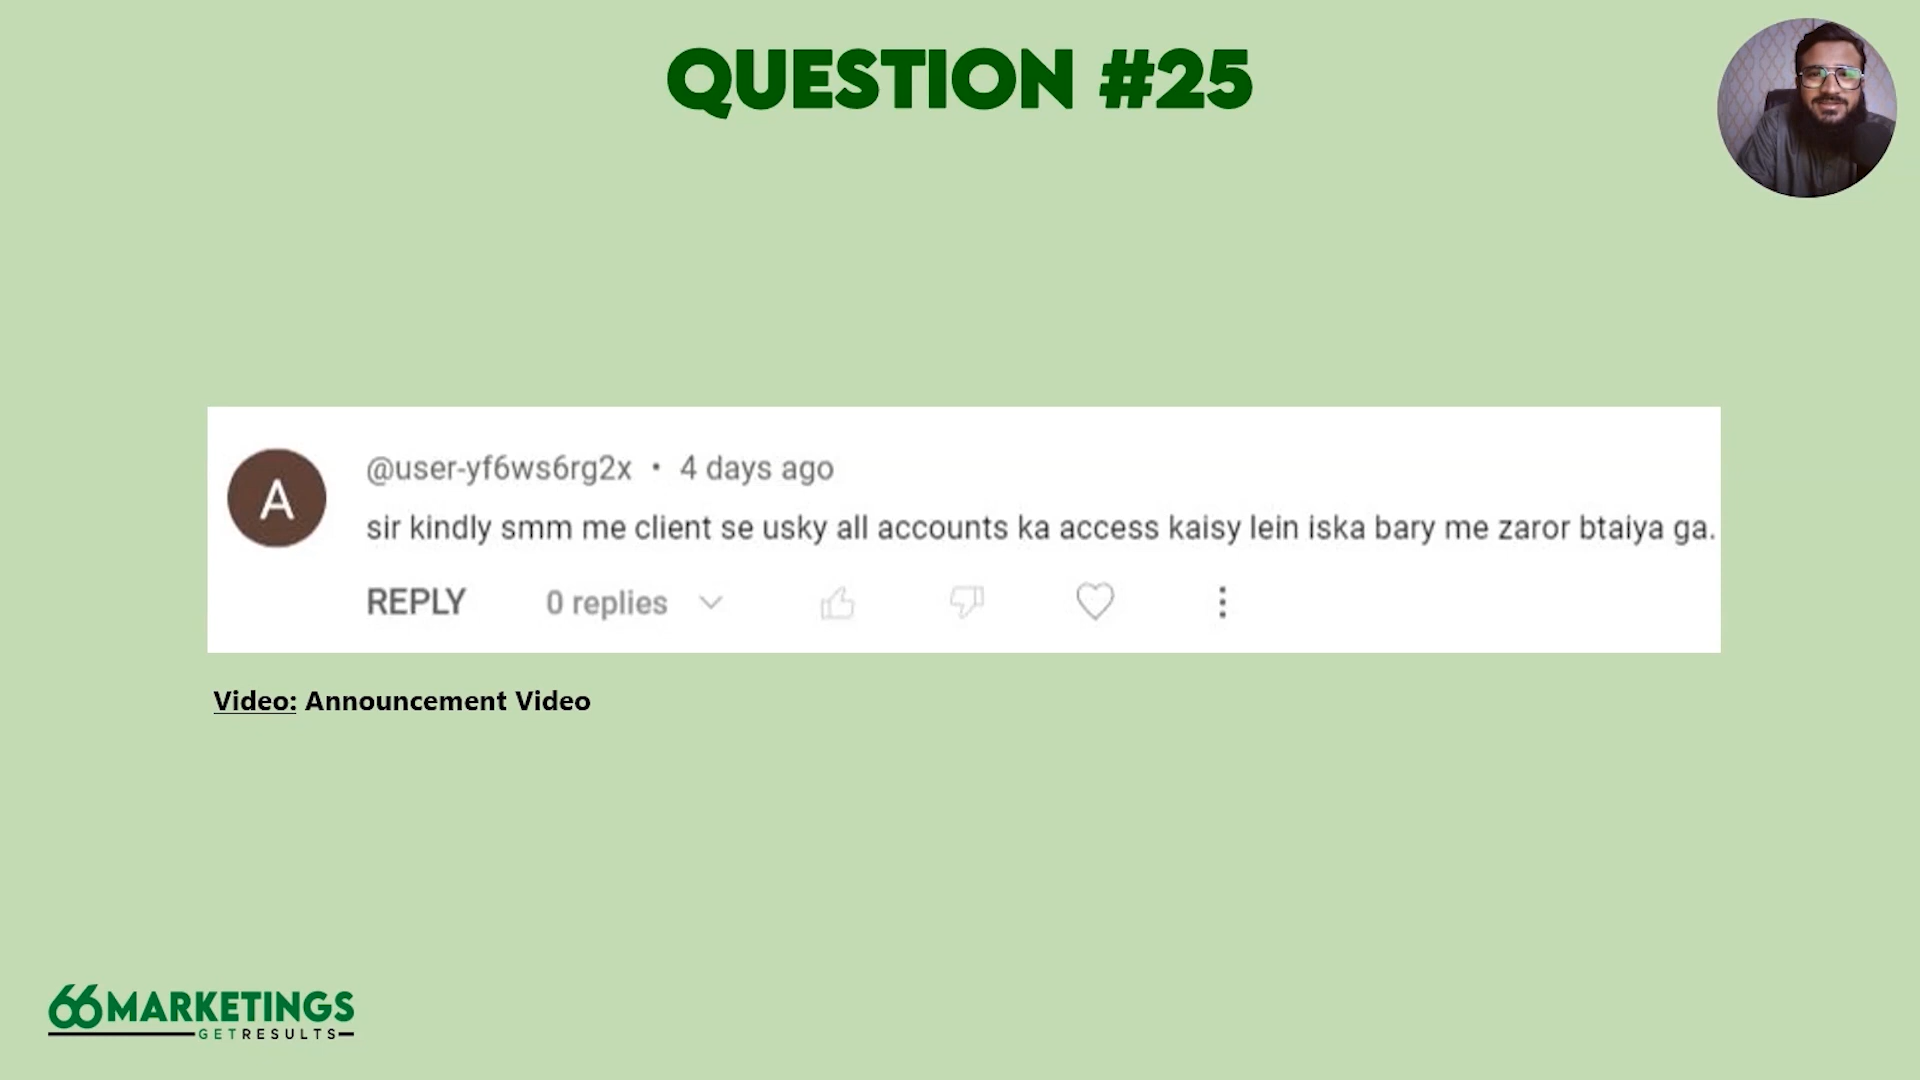 QUESTION #25
A
@user-yf6ws6rg2x • 4 days ago
sir kindly smm me client se usky all accounts ka access kaisy lein iska bary me zaror btaiya ga.
REPLY 0 replies
Video: Announcement Video
66MARKETINGS
GETRESULTS